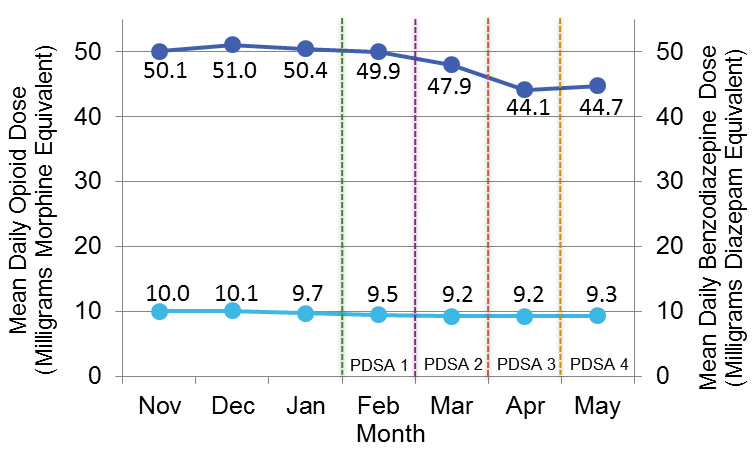 Mean Daily Opioid Dose
(Milligrams Morphine Equivalent)
50
40
30
20
10
0
50.1 51.0 50.4 49.9 47.9 44.1 44.7
10.0 10.1 9.7 9.5 9.2 9.2 9.3
PDSA 1 PDSA 2 PDSA 3 PDSA 4
50
40
30
20
10
0
Mean Daily Benzodiazepine Dose
(Milligrams Diazepam Equivalent)
Nov Dec Jan Feb Mar Apr May
Month